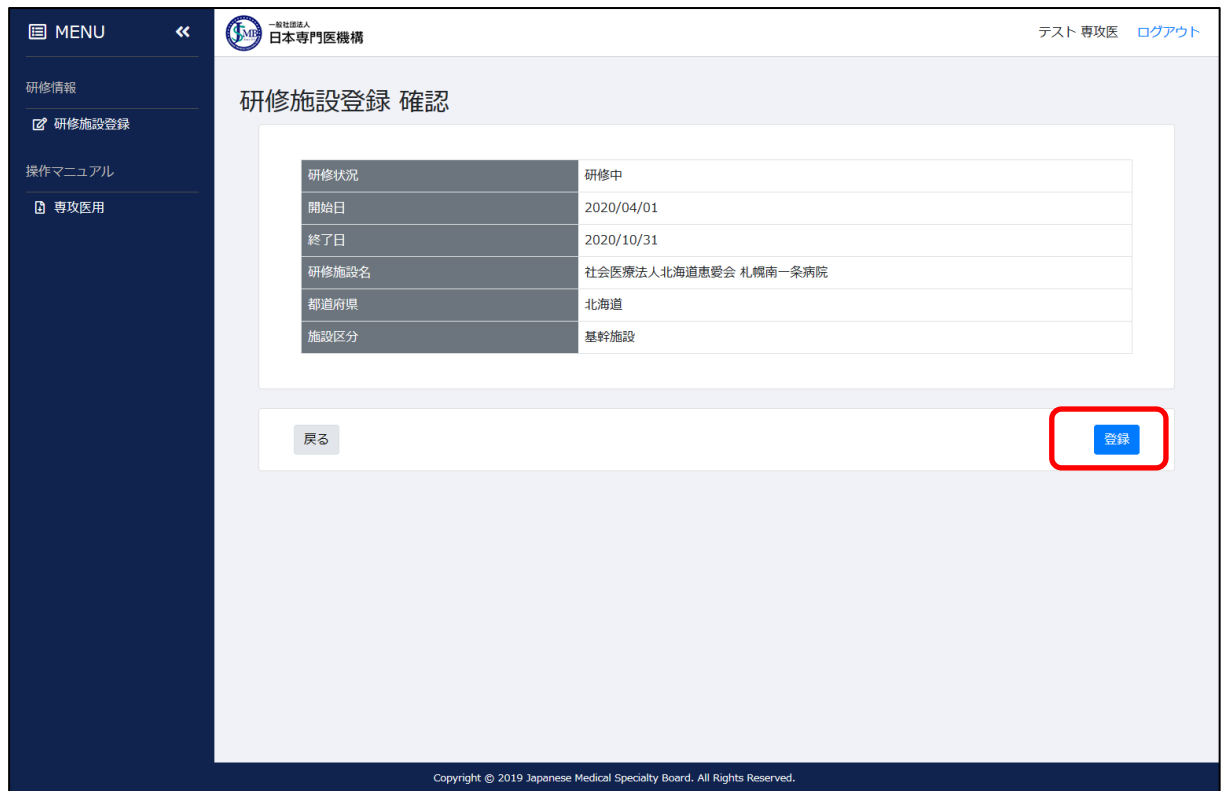 MENU
一般社団法人
日本専門医機構
テスト 専攻医 ログアウト
研修情報
研修施設登録
操作マニュアル
専攻医用
研修施設登録 確認
研修状況 研修中
開始日 2020/04/01
終了日 2020/10/31
研修施設名 社会医療法人北海道恵愛会 札幌南一条病院
都道府県 北海道
施設区分 基幹施設
戻る 登録
Copyright © 2019 Japanese Medical Specialty Board. All Rights Reserved.